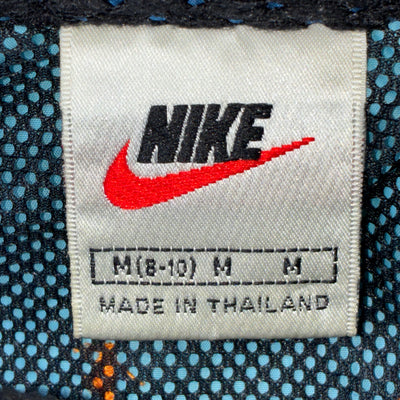 NIKE
M(8-10) M M
MADE IN THAILAND